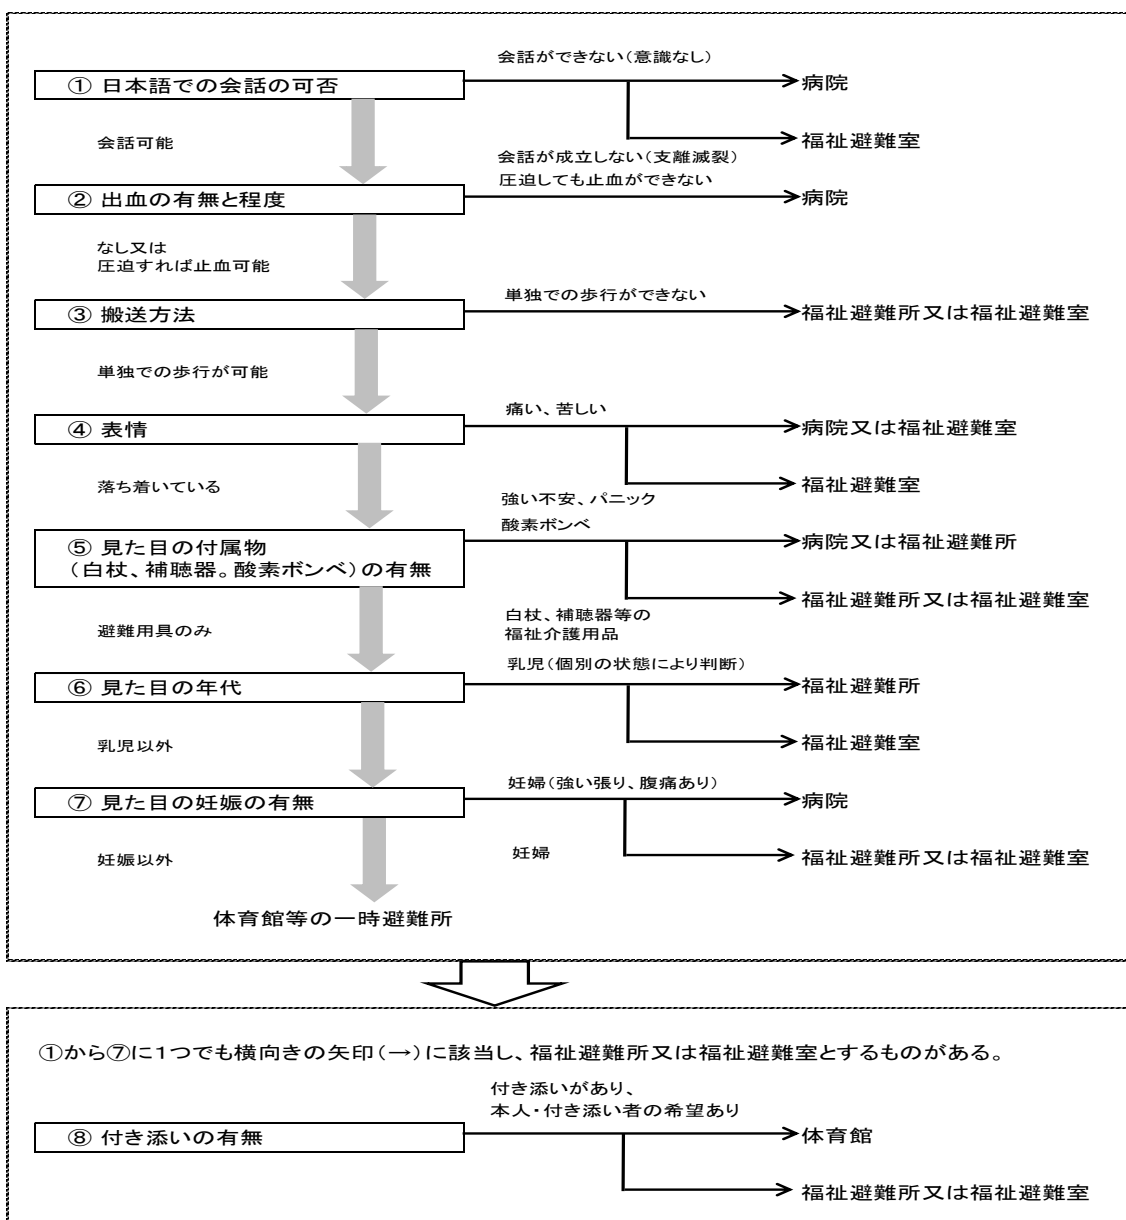 会話ができない（意識なし）
① 日本語での会話の可否
病院
会話可能
福祉避難室
会話が成立しない（支離滅裂）
圧迫しても止血ができない
② 出血の有無と程度
病院
なし又は
圧迫すれば止血可能
単独での歩行ができない
③ 搬送方法
福祉避難所又は福祉避難室
単独での歩行が可能
痛い、苦しい
④ 表情
病院又は福祉避難室
落ち着いている
福祉避難室
強い不安、パニック
酸素ボンベ
⑤ 見た目の付属物
（白杖、補聴器。酸素ボンベ）の有無
病院又は福祉避難所
福祉避難所又は福祉避難室
避難用具のみ
白杖、補聴器等の
福祉介護用品
乳児（個別の状態により判断）
⑥ 見た目の年代
福祉避難所
乳児以外
福祉避難室
妊婦（強い張り、腹痛あり）
⑦ 見た目の妊娠の有無
病院
妊娠以外
妊婦
福祉避難所又は福祉避難室
体育館等の一時避難所
①から⑦に１つでも横向きの矢印（→）に該当し、福祉避難所又は福祉避難室とするものがある。
付き添いがあり、
本人・付き添い者の希望あり
⑧ 付き添いの有無
体育館
福祉避難所又は福祉避難室